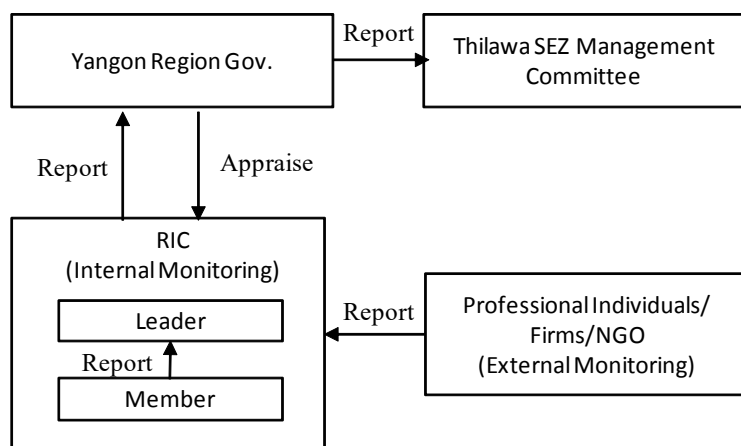 Report
Yangon Region Gov.
Thilawa SEZ Management
Committee
Report
Appraise
RIC
(Internal Monitoring)
Leader
Report
Member
Report
Professional Individuals/
Firms/NGO
(External Monitoring)